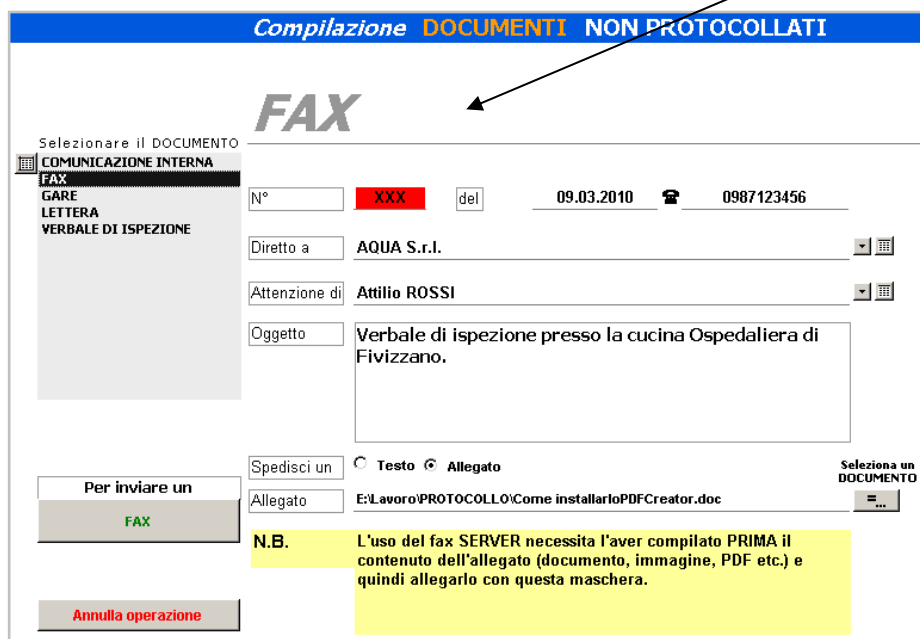 Compilazione DOCUMENTI NON PROTOCOLLATI
FAX
Selezionare il DOCUMENTO
COMUNICAZIONE INTERNA
FAX
GARE
LETTERA
VERBALE DI ISPEZIONE
N° XXX del 09.03.2010 ☎ 0987123456
Diretto a AQUA S.r.l.
Attenzione di Attilio ROSSI
Oggetto Verbale di ispezione presso la cucina Ospedaliera di
Fivizzano.
Spedisci un Testo Allegato
Seleziona un
DOCUMENTO
Allegato E:\Lavoro\PROTOCOLLO\Come installarloPDFCreator.doc
=...
Per inviare un
FAX
N.B. L'uso del fax SERVER necessita l'aver compilato PRIMA il
contenuto dell'allegato (documento, immagine, PDF etc.) e
quindi allegarlo con questa maschera.
Annulla operazione